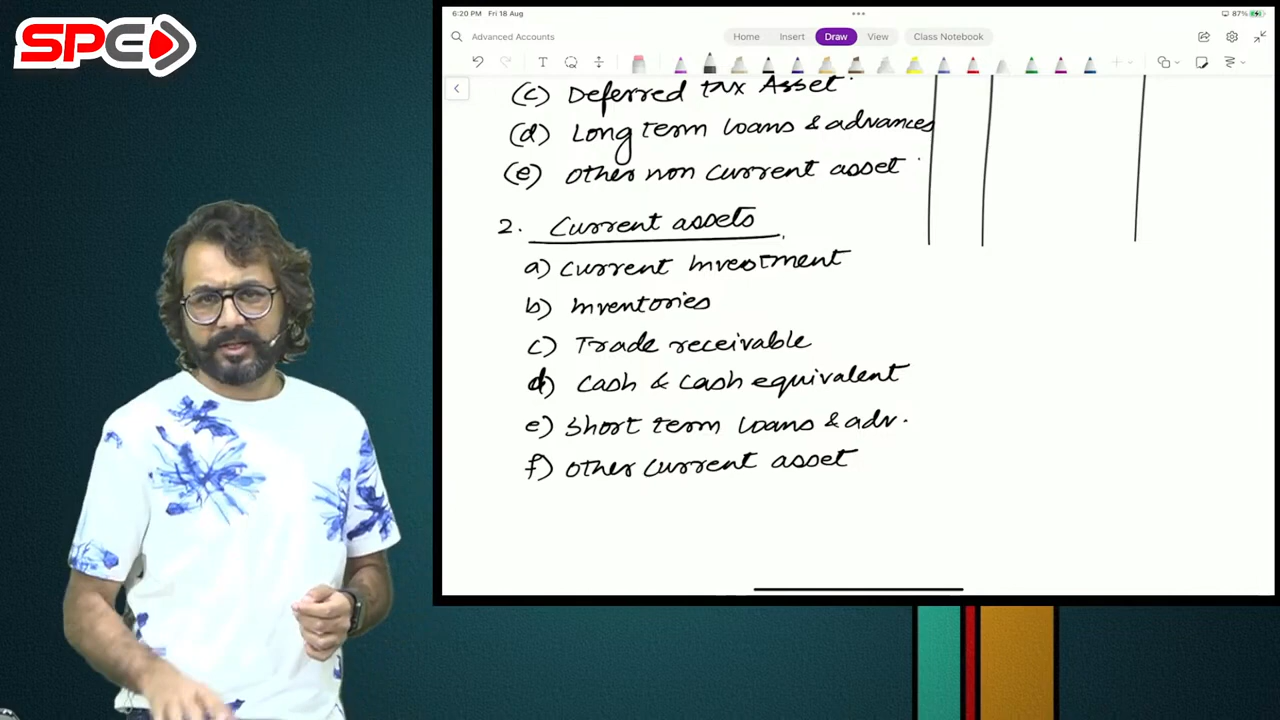 SPE
6:20 PM Fri 18 Aug
87%
Advanced Accounts
Home Insert Draw View Class Notebook
(c) Deferred tax Asset
(d) Long term loans & advances
(e) other non current asset
2. Current assets
a) Current Investment
b) Inventories
c) Trade receivable
d) Cash & cash equivalent
e) Short term loans & adv.
f) other current asset